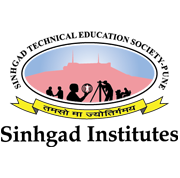 SINHGAD TECHNICAL EDUCATION SOCIETY-PUNE
तमसो मा ज्योतिर्गमय
Sinhgad Institutes